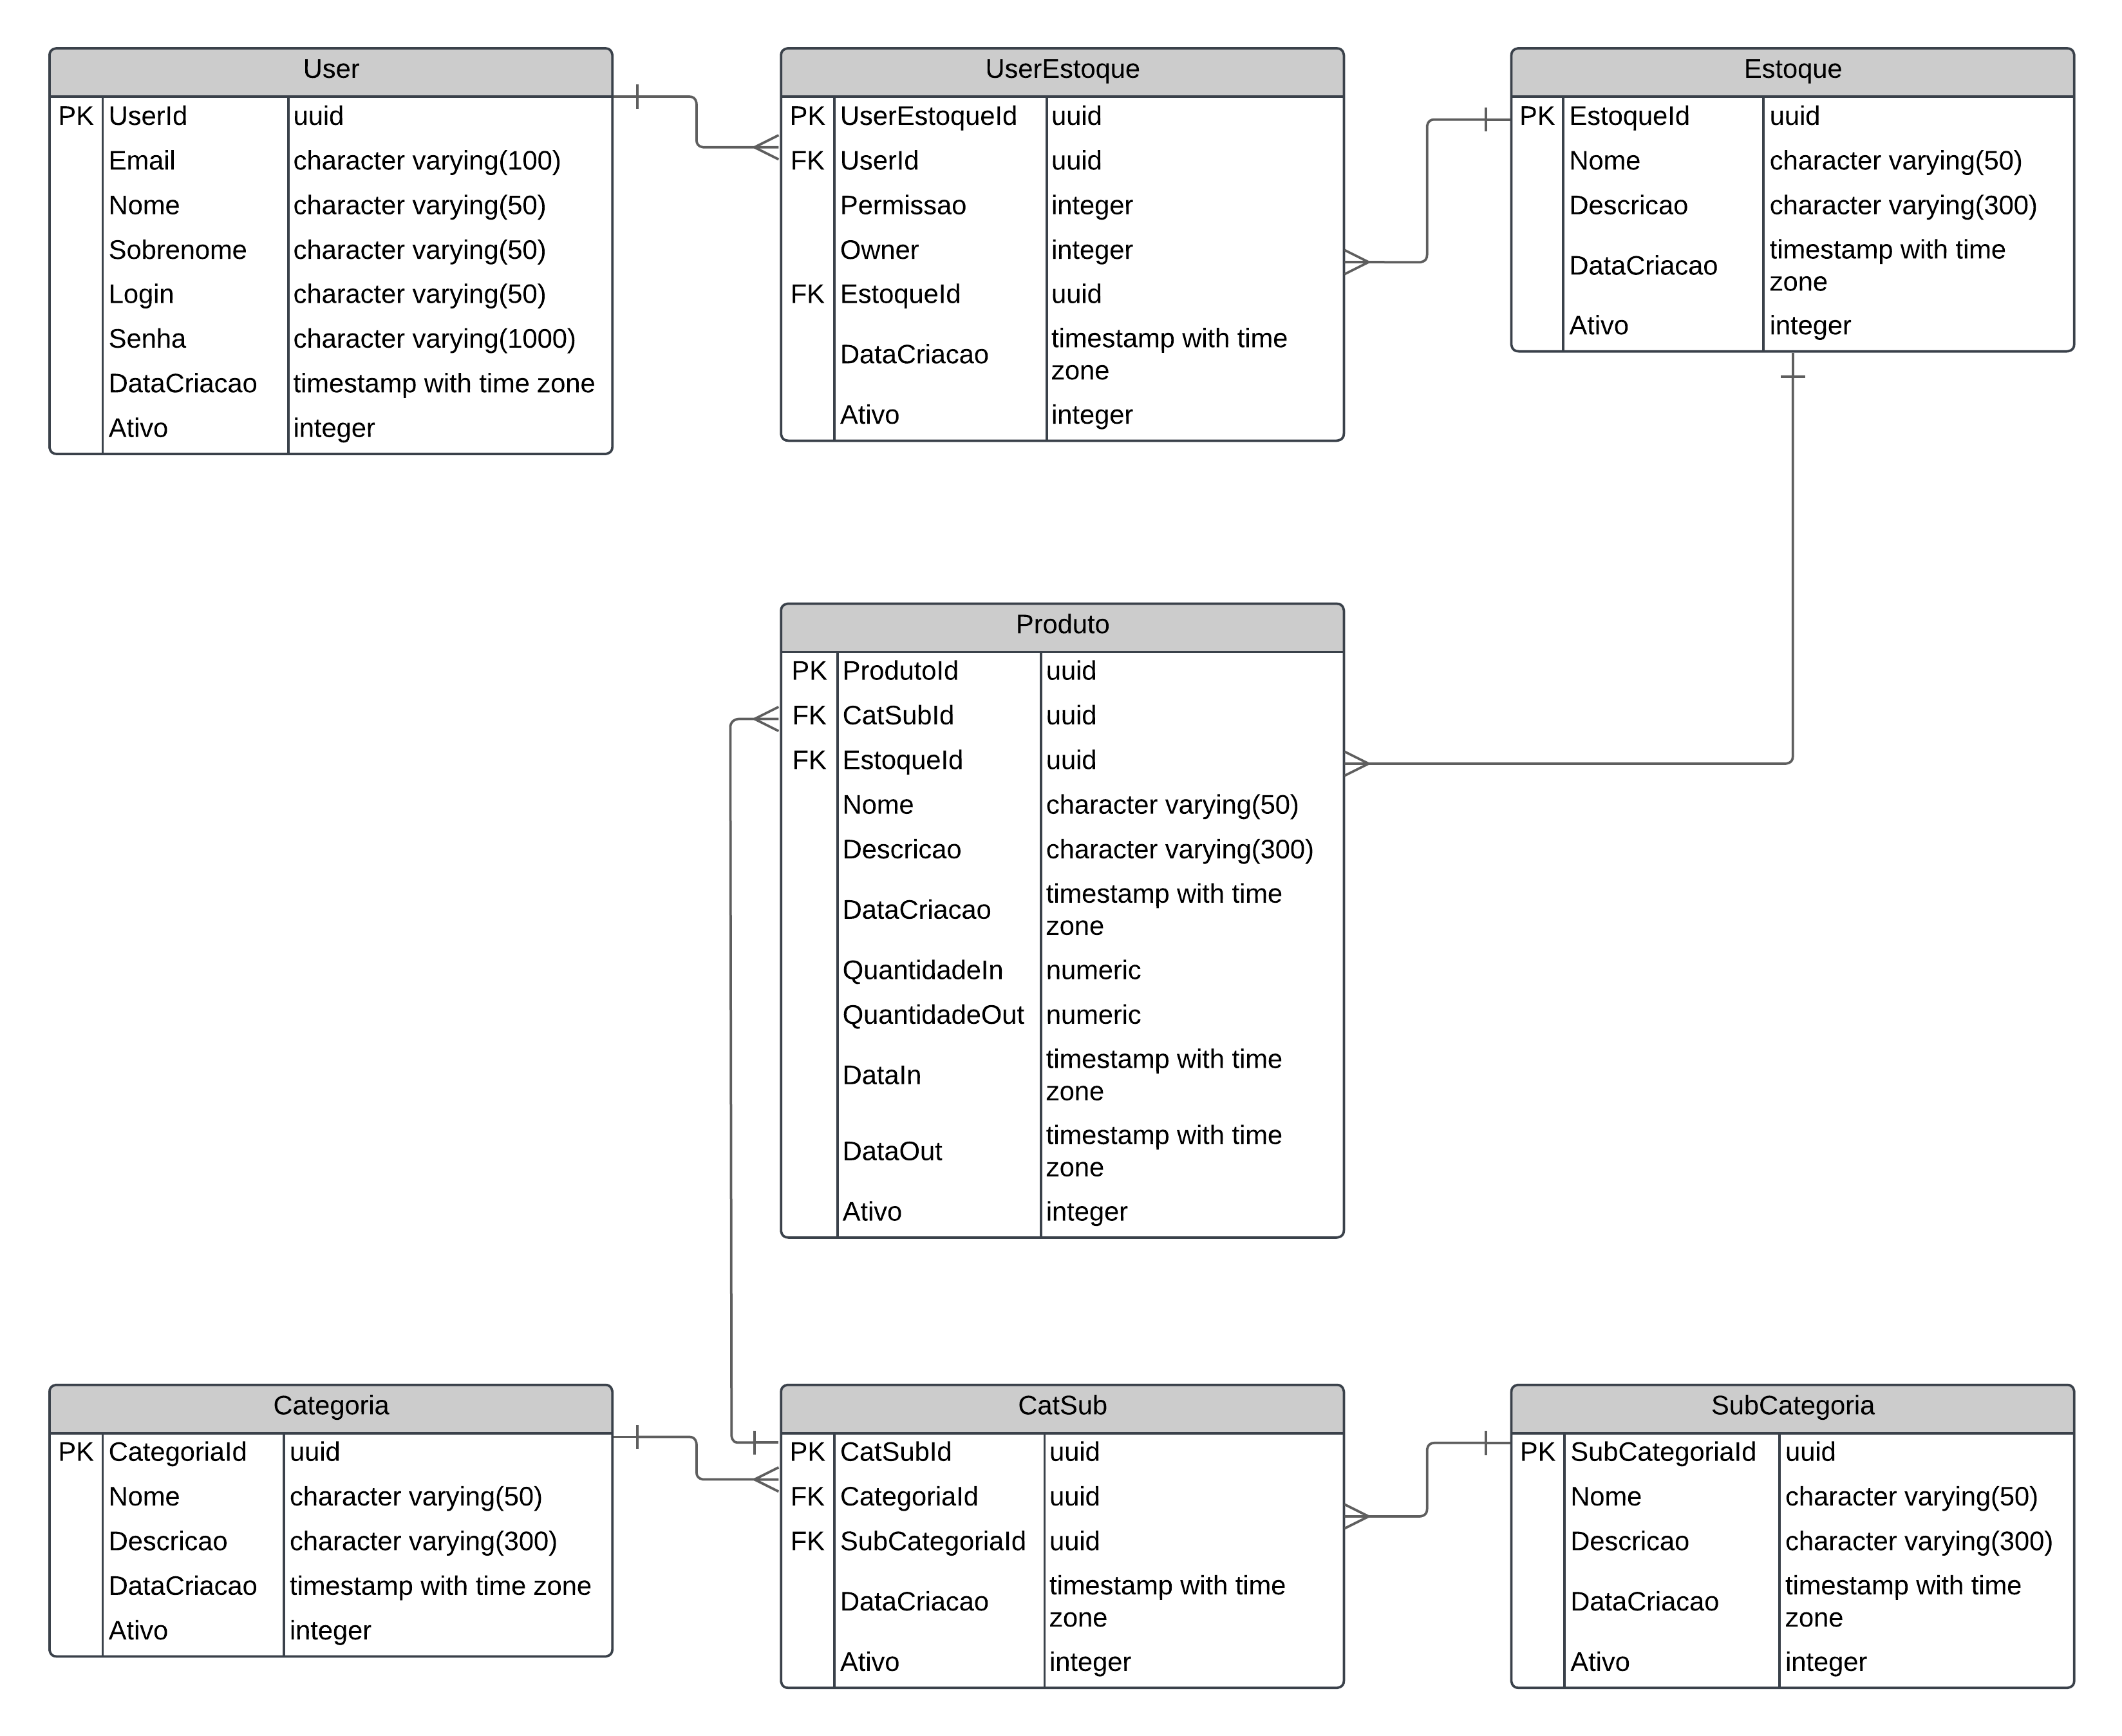 User
PK UserId uuid
Email character varying(100)
Nome character varying(50)
Sobrenome character varying(50)
Login character varying(50)
Senha character varying(1000)
DataCriacao timestamp with time zone
Ativo integer
UserEstoque
PK UserEstoqueId uuid
FK UserId uuid
Permissao integer
Owner integer
FK EstoqueId uuid
DataCriacao timestamp with time
zone
Ativo integer
Estoque
PK EstoqueId uuid
Nome character varying(50)
Descricao character varying(300)
DataCriacao timestamp with time
zone
Ativo integer
Produto
PK ProdutoId uuid
FK CatSubId uuid
FK EstoqueId uuid
Nome character varying(50)
Descricao character varying(300)
DataCriacao timestamp with time
zone
QuantidadeIn numeric
QuantidadeOut numeric
DataIn timestamp with time
zone
DataOut timestamp with time
zone
Ativo integer
Categoria
PK CategoriaId uuid
Nome character varying(50)
Descricao character varying(300)
DataCriacao timestamp with time zone
Ativo integer
CatSub
PK CatSubId uuid
FK CategoriaId uuid
FK SubCategoriaId uuid
DataCriacao timestamp with time
zone
Ativo integer
SubCategoria
PK SubCategoriaId uuid
Nome character varying(50)
Descricao character varying(300)
DataCriacao timestamp with time
zone
Ativo integer